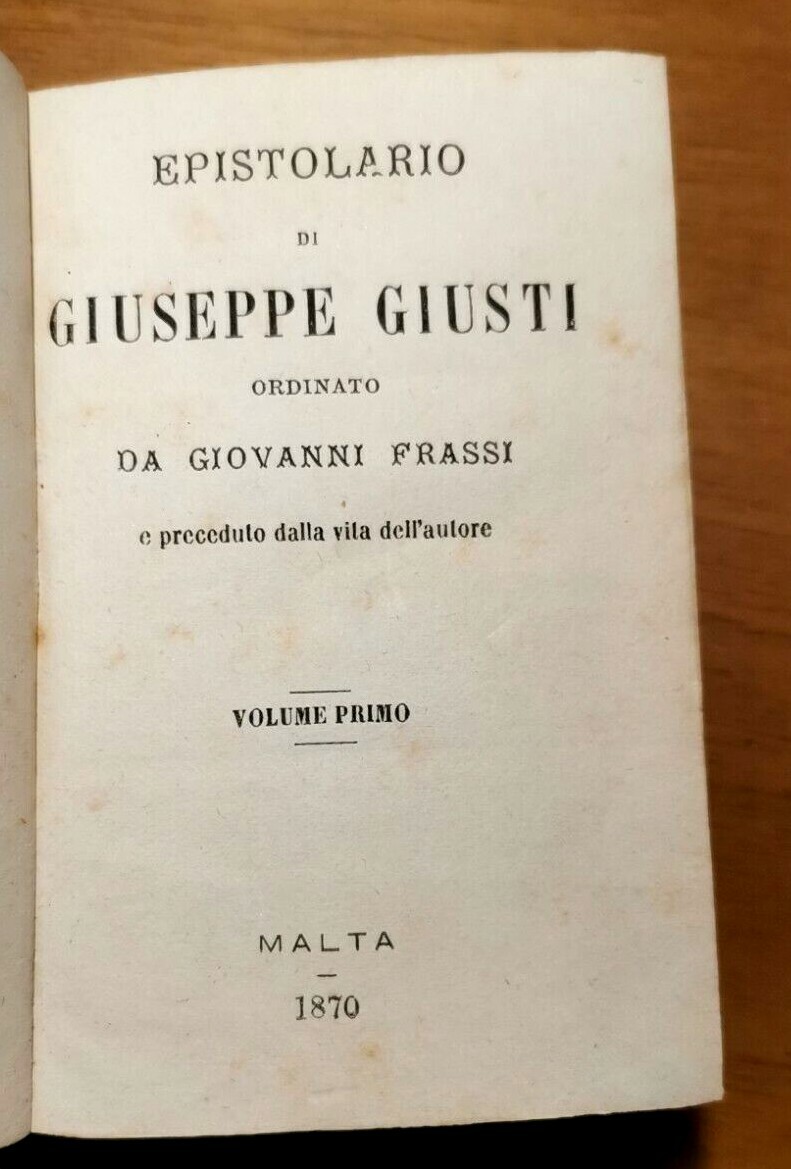 EPISTOLARIO
DI
GIUSEPPE GIUSTI
ORDINATO
DA GIOVANNI FRASSI
e preceduto dalla vita dell'autore
VOLUME PRIMO
MALTA
1870